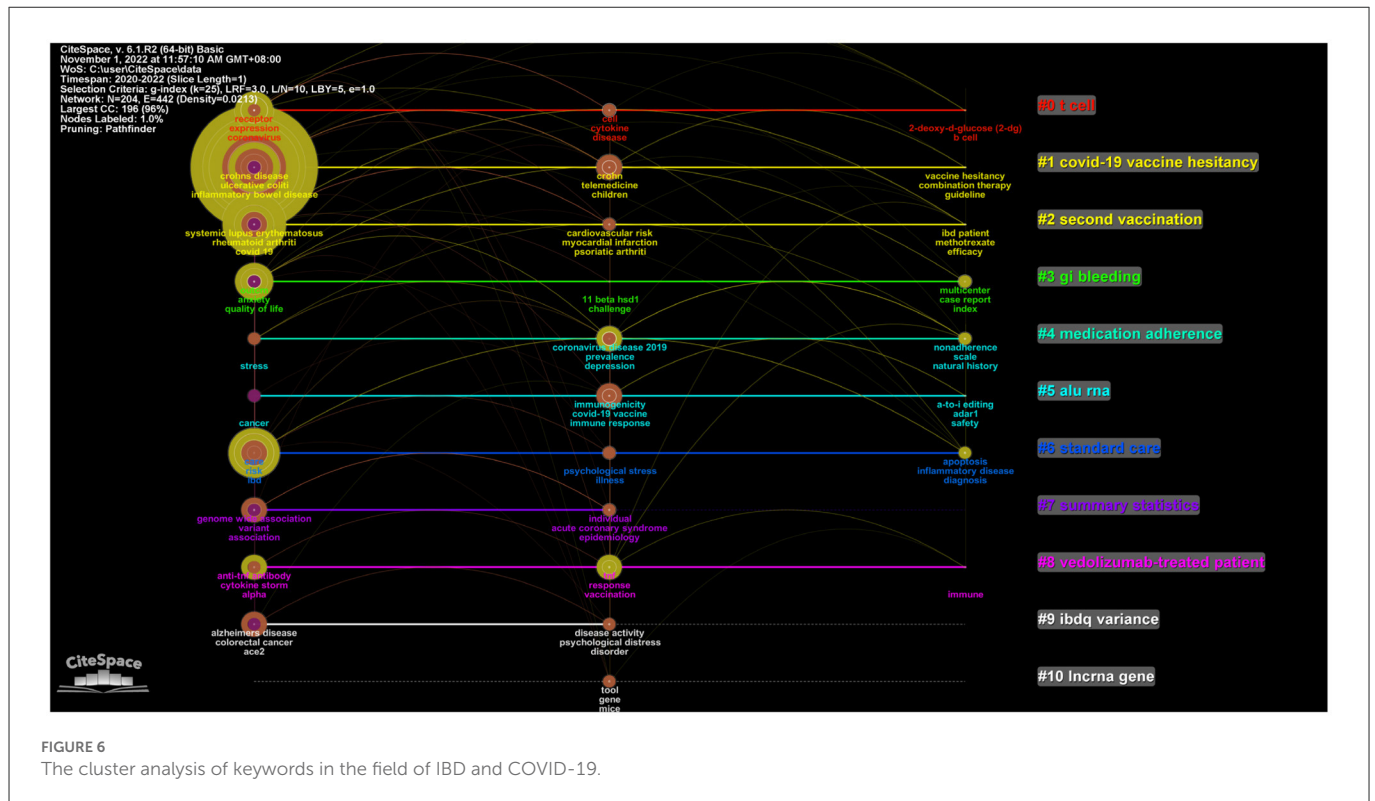 CiteSpace, v. 6.1.R2 (64-bit) Basic
November 1, 2022 at 11:57:10 AM GMT+08:00
WoS: C:\user\CiteSpace\data
Timespan: 2020-2022 (Slice Length=1)
Selection Criteria: g-index (k=25), LRF=3.0, L/N=10, LBY=5, e=1.0
Network: N=204, E=442 (Density=0.0213)
Largest CC: 196 (96%)
Nodes Labeled: 1.0%
Pruning: Pathfinder
receptor
expression
coronavirus
cell
cytokine
disease
2-deoxy-d-glucose (2-dg)
b cell
#0 t cell
crohns disease
ulcerative coliti
inflammatory bowel disease
crohn
telemedicine
children
vaccine hesitancy
combination therapy
guideline
#1 covid-19 vaccine hesitancy
systemic lupus erythematosus
rheumatoid arthriti
covid 19
cardiovascular risk
myocardial infarction
psoriatic arthriti
ibd patient
methotrexate
efficacy
#2 second vaccination
anxiety
quality of life
11 beta hsd1
challenge
multicenter
case report
index
#3 gi bleeding
stress
coronavirus disease 2019
prevalence
depression
nonadherence
scale
natural history
#4 medication adherence
cancer
immunogenicity
covid-19 vaccine
immune response
a-to-i editing
adar1
safety
#5 alu rna
risk
ibd
psychological stress
illness
apoptosis
inflammatory disease
diagnosis
#6 standard care
genome wide association
variant
association
individual
acute coronary syndrome
epidemiology
#7 summary statistics
anti-tnf antibody
cytokine storm
alpha
response
vaccination
immune
#8 vedolizumab-treated patient
alzheimers disease
colorectal cancer
ace2
disease activity
psychological distress
disorder
#9 ibdq variance
tool
gene
mice
#10 lncrna gene
CiteSpace
FIGURE 6
The cluster analysis of keywords in the field of IBD and COVID-19.